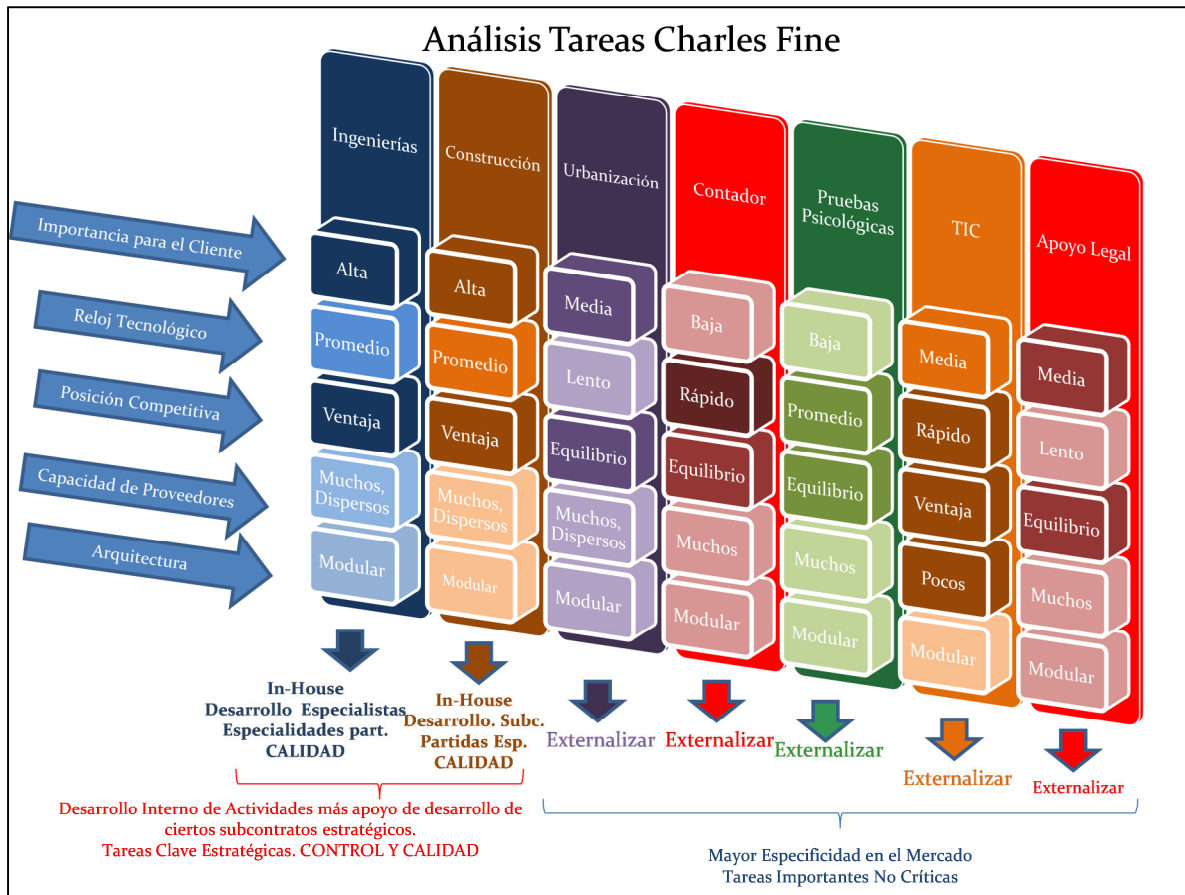 Análisis Tareas Charles Fine
Ingenierías
Construcción
Urbanización
Contador
Pruebas
Psicológicas
TIC
Apoyo Legal
Importancia para el Cliente
Reloj Tecnológico
Posición Competitiva
Capacidad de Proveedores
Arquitectura
Alta
Promedio
Ventaja
Muchos,
Dispersos
Modular
Alta
Promedio
Ventaja
Muchos,
Dispersos
Modular
Media
Lento
Equilibrio
Muchos,
Dispersos
Modular
Baja
Rápido
Equilibrio
Muchos
Modular
Baja
Promedio
Equilibrio
Muchos
Modular
Media
Rápido
Ventaja
Pocos
Modular
Media
Lento
Equilibrio
Muchos
Modular
In-House
Desarrollo Especialistas
Especialidades part.
CALIDAD
In-House
Desarrollo. Subc.
Partidas Esp.
CALIDAD
Externalizar
Externalizar
Externalizar
Externalizar
Externalizar
Desarrollo Interno de Actividades más apoyo de desarrollo de
ciertos subcontratos estratégicos.
Tareas Clave Estratégicas. CONTROL Y CALIDAD
Mayor Especificidad en el Mercado
Tareas Importantes No Críticas